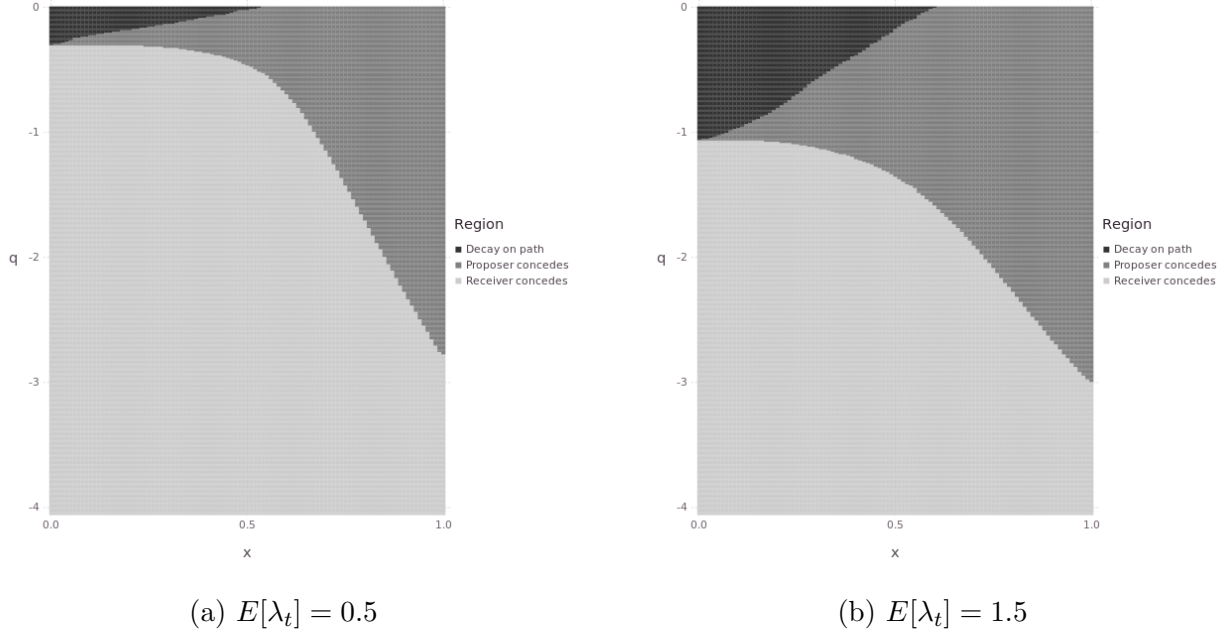 0
-1
q
-2
-3
-4
0.0
0.5
1.0
x
Region
Decay on path
Proposer concedes
Receiver concedes
(a) E[λt] = 0.5
0
-1
q
-2
-3
-4
0.0
0.5
1.0
x
Region
Decay on path
Proposer concedes
Receiver concedes
(b) E[λt] = 1.5